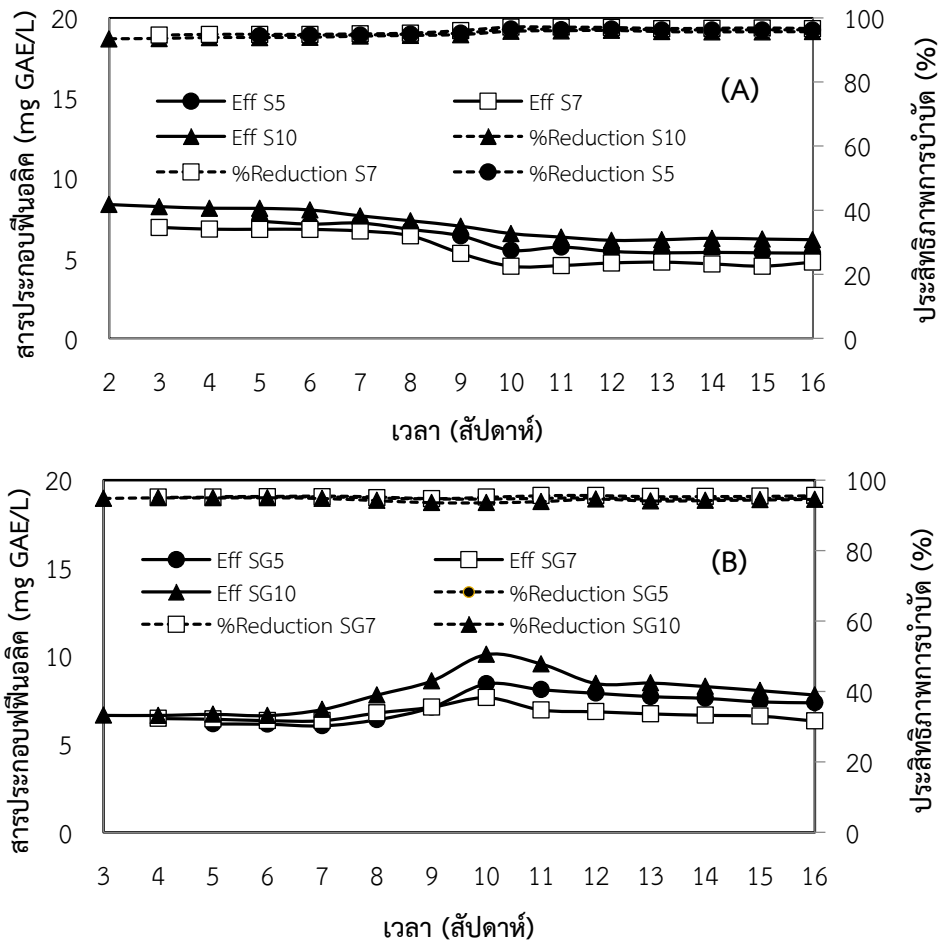 สารประกอบฟีนอลิค (mg GAE/L)
20
15
10
5
0
Eff S5
Eff S7
Eff S10
%Reduction S10
%Reduction S7
%Reduction S5
(A)
100
80
60
40
20
0
ประสิทธิภาพการบำบัด (%)
2 3 4 5 6 7 8 9 10 11 12 13 14 15 16
เวลา (สัปดาห์)
สารประกอบฟีนอลิค (mg GAE/L)
20
15
10
5
0
Eff SG5
Eff SG7
Eff SG10
%Reduction SG5
%Reduction SG7
%Reduction SG10
(B)
100
80
60
40
20
0
ประสิทธิภาพการบำบัด (%)
3 4 5 6 7 8 9 10 11 12 13 14 15 16
เวลา (สัปดาห์)